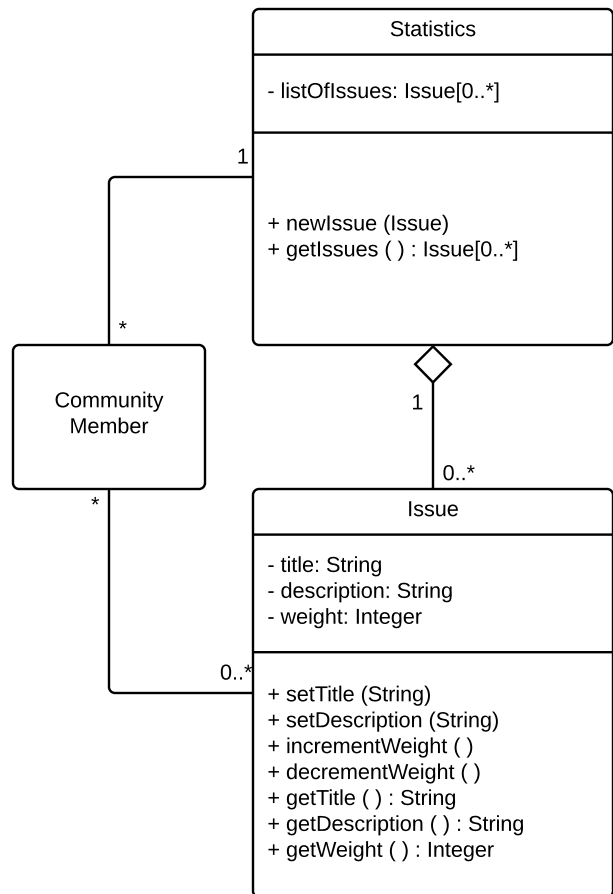 Statistics
- listOfIssues: Issue[0..*]
1
+ newIssue (Issue)
+ getIssues ( ) : Issue[0..*]
*
Community
Member
1
0..*
*
Issue
- title: String
- description: String
- weight: Integer
0..*
+ setTitle (String)
+ setDescription (String)
+ incrementWeight ( )
+ decrementWeight ( )
+ getTitle ( ) : String
+ getDescription ( ) : String
+ getWeight ( ) : Integer